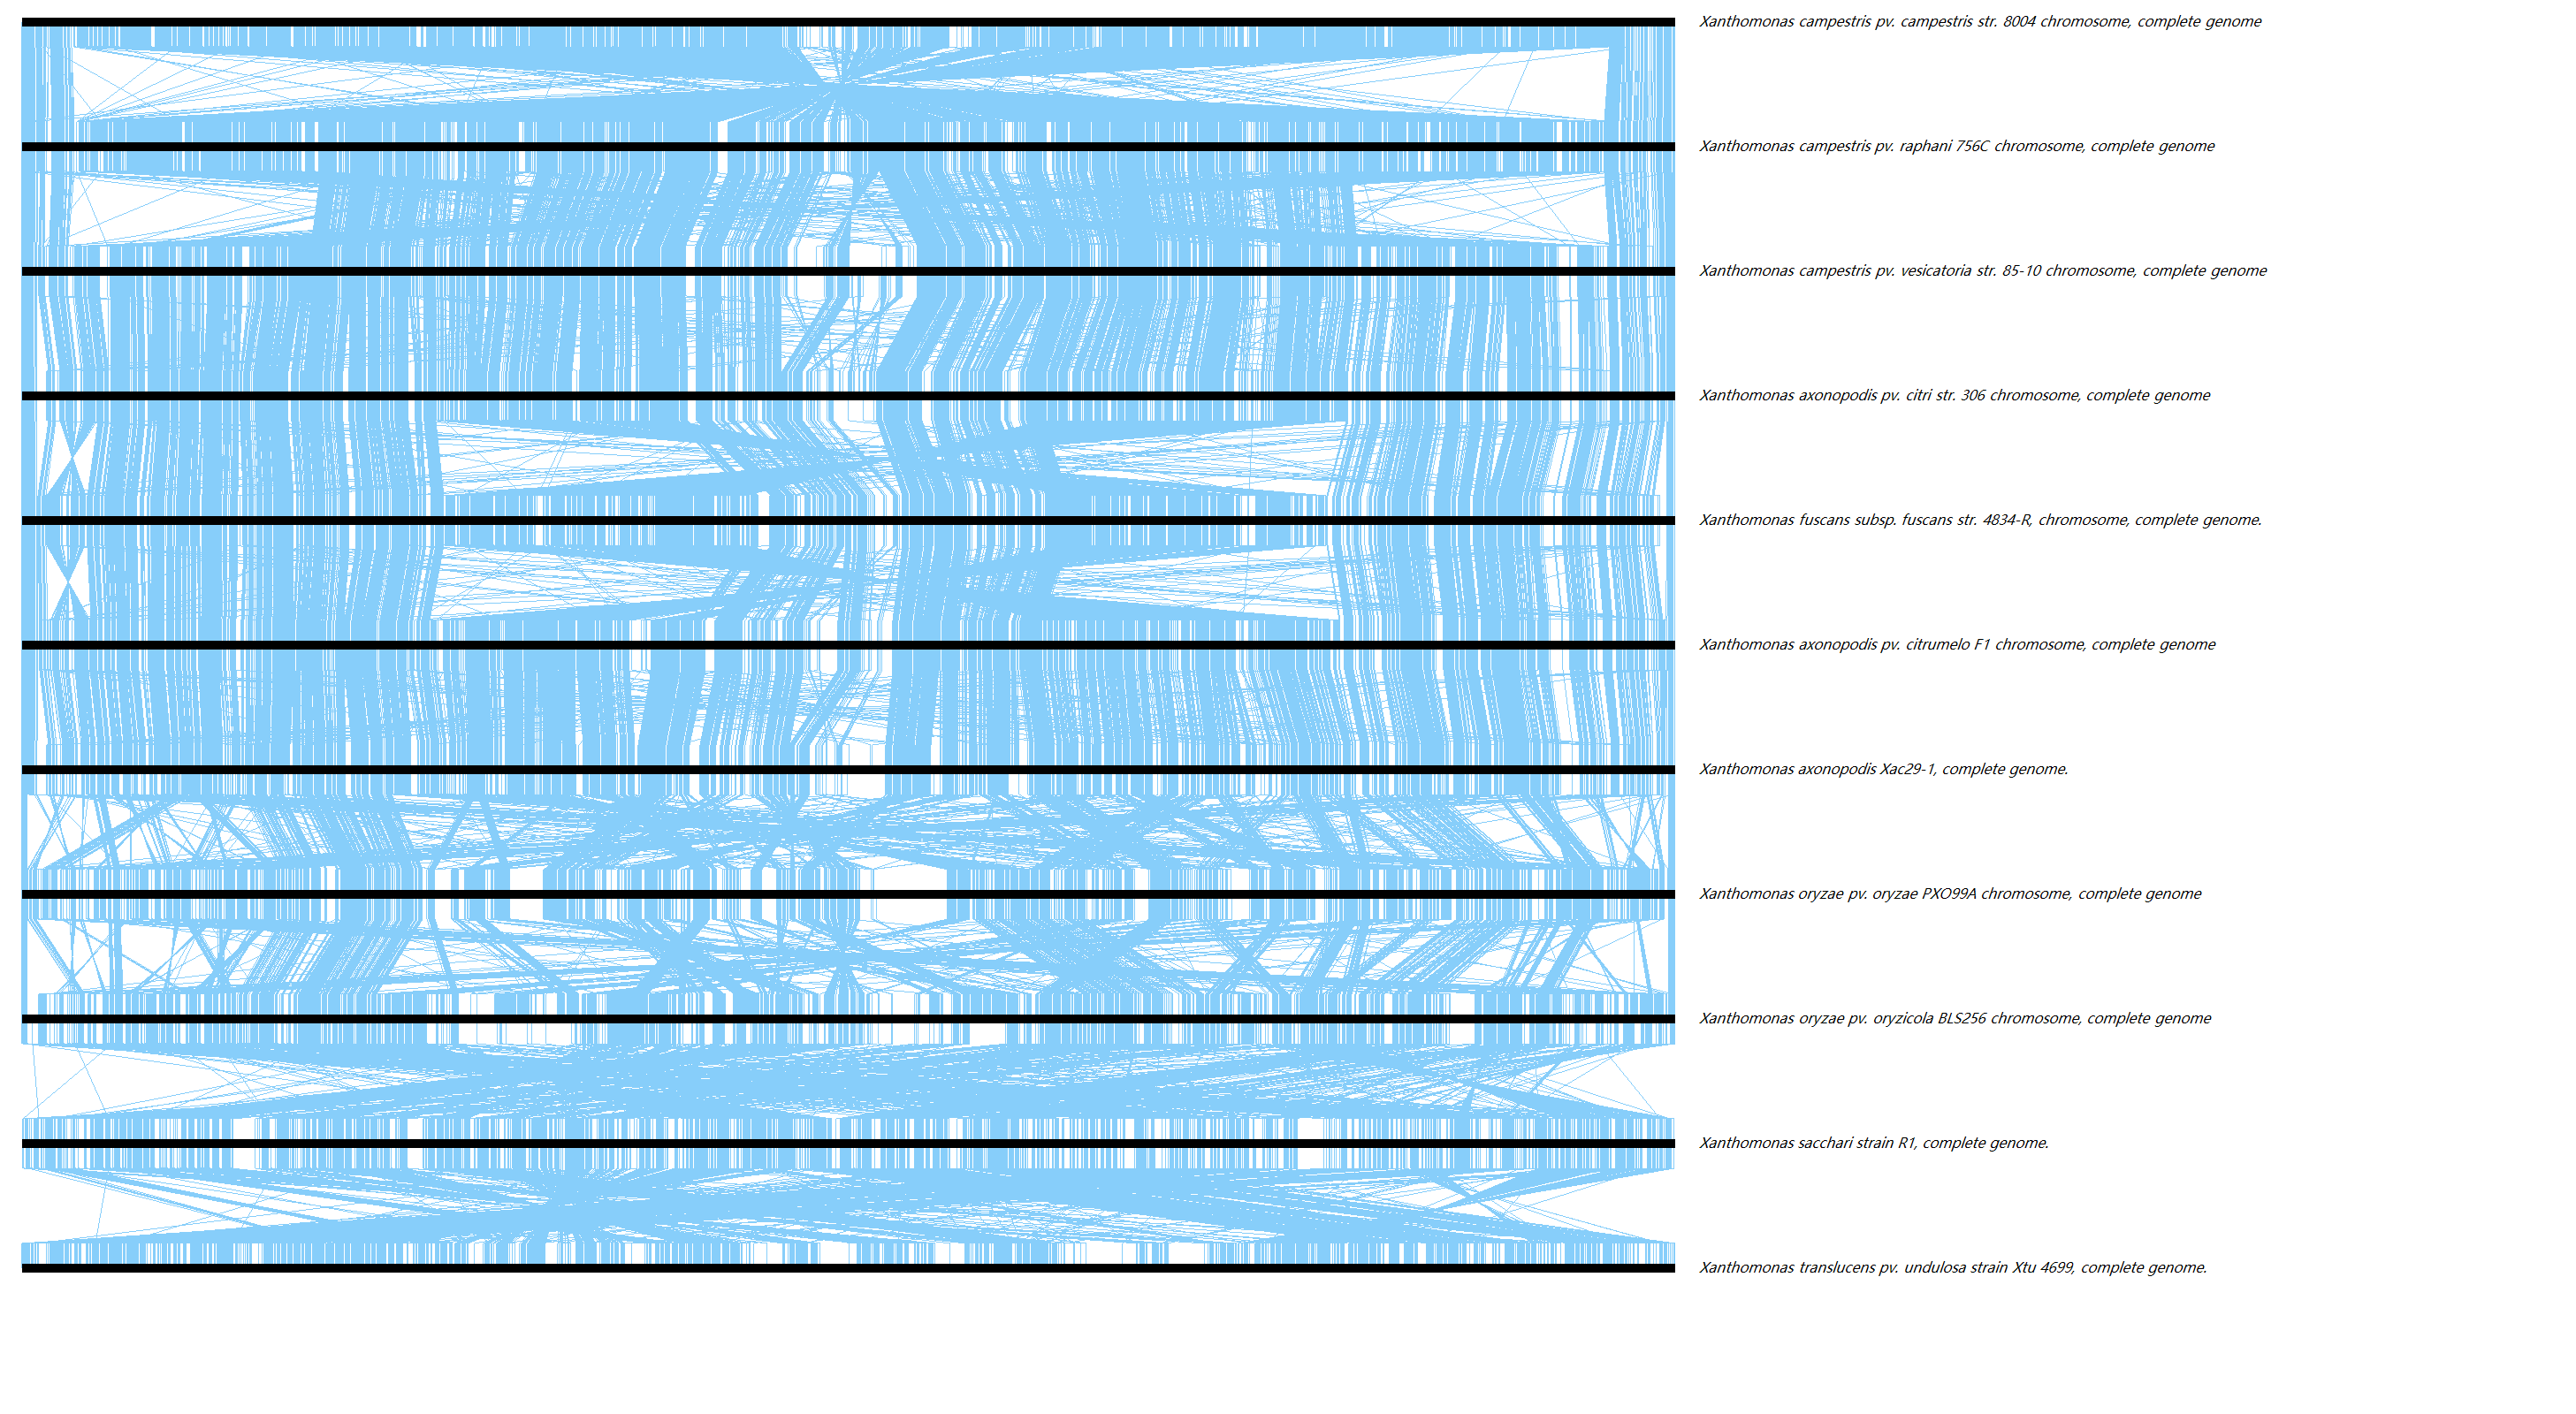 Xanthomonas campestris pv. campestris str. 8004 chromosome, complete genome
Xanthomonas campestris pv. raphani 756C chromosome, complete genome
Xanthomonas campestris pv. vesicatoria str. 85-10 chromosome, complete genome
Xanthomonas axonopodis pv. citri str. 306 chromosome, complete genome
Xanthomonas fuscans subsp. fuscans str. 4834-R, chromosome, complete genome.
Xanthomonas axonopodis pv. citrumelo F1 chromosome, complete genome
Xanthomonas axonopodis Xac29-1, complete genome.
Xanthomonas oryzae pv. oryzae PXO99A chromosome, complete genome
Xanthomonas oryzae pv. oryzicola BLS256 chromosome, complete genome
Xanthomonas sacchari strain R1, complete genome.
Xanthomonas translucens pv. undulosa strain Xtu 4699, complete genome.